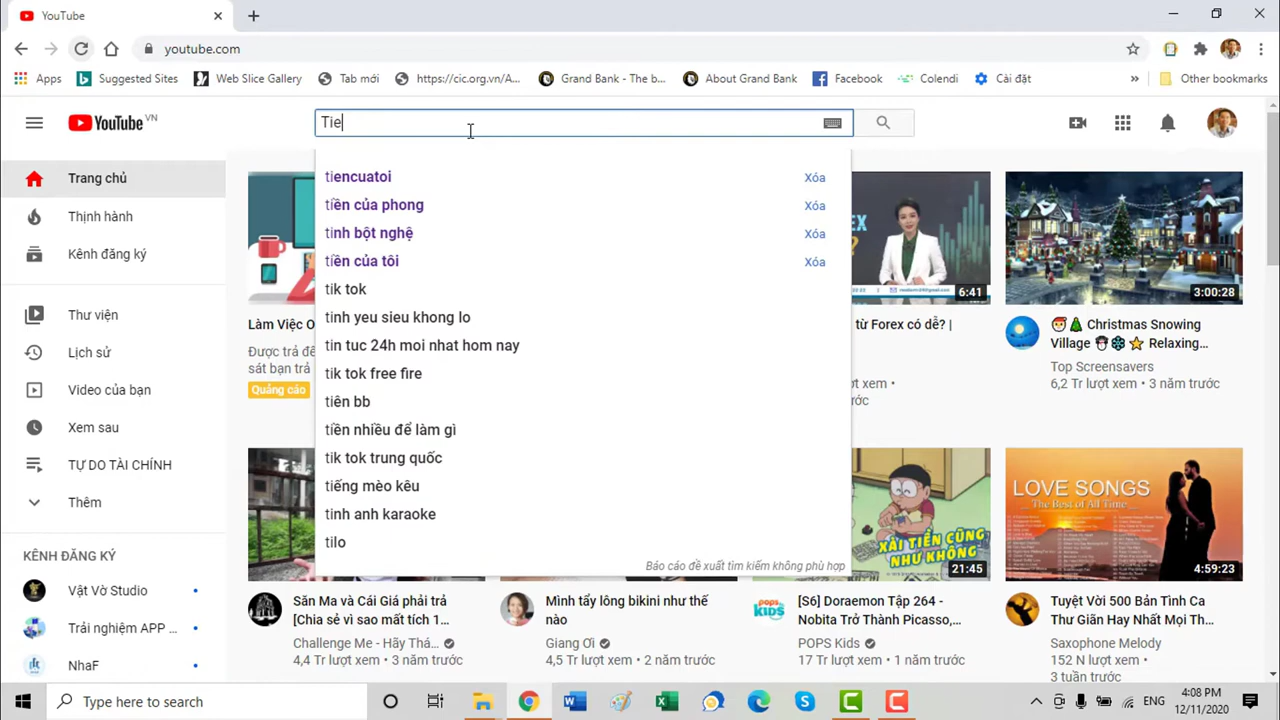 YouTube
youtube.com
Apps
Suggested Sites
Web Slice Gallery
Tab mới
https://cic.org.vn/A...
Grand Bank - The b...
About Grand Bank
Facebook
Colendi
Cài đặt
»
Other bookmarks
YouTube VN
Tie
Trang chủ
Thịnh hành
Kênh đăng ký
Thư viện
Lịch sử
Video của bạn
Xem sau
TỰ DO TÀI CHÍNH
Thêm
KÊNH ĐĂNG KÝ
Vật Vờ Studio
Trải nghiệm APP ...
NhaF
tiencuatoi Xóa
tiền của phong Xóa
tinh bột nghệ Xóa
tiền của tôi Xóa
tik tok
tinh yeu sieu khong lo
tin tuc 24h moi nhat hom nay
tik tok free fire
tiên bb
tiền nhiều để làm gì
tik tok trung quốc
tiếng mèo kêu
tinh anh karaoke
tilo
Báo cáo đề xuất tìm kiếm không phù hợp
Làm Việc O
Được trả để
sát bạn trả
Quảng cáo
EX
6:41
từ Forex có dễ? |
xem •
3:00:28
Christmas Snowing
Village Relaxing...
Top Screensavers
6,2 Tr lượt xem • 3 năm trước
Săn Ma và Cái Giá phải trả
[Chia sẻ vì sao mất tích 1...
Challenge Me - Hãy Thá...
4,4 Tr lượt xem • 3 năm trước
Mình tẩy lông bikini như thế
nào
Giang Ơi
4,5 Tr lượt xem • 2 năm trước
XÀI TIỀN CŨNG
NHƯ KHÔNG
21:45
[S6] Doraemon Tập 264 -
Nobita Trở Thành Picasso,...
POPS Kids
17 Tr lượt xem • 1 năm trước
LOVE SONGS
The Best of All Time
4:59:23
Tuyệt Vời 500 Bản Tình Ca
Thư Giãn Hay Nhất Mọi Th...
Saxophone Melody
152 N lượt xem •
3 tuần trước
pops
KIDS
Type here to search
ENG
4:08 PM
12/11/2020